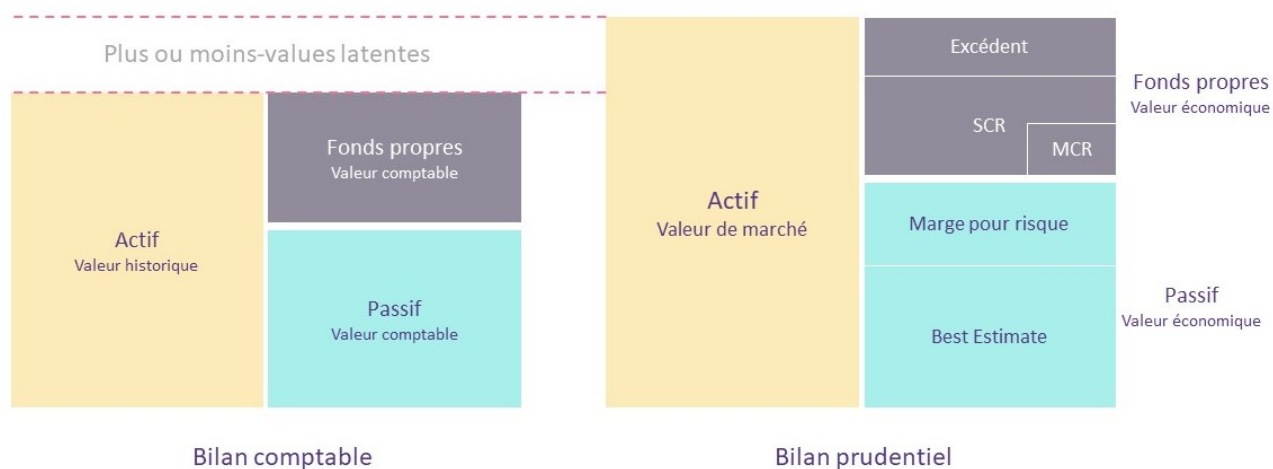 Plus ou moins-values latentes
Actif
Valeur historique
Fonds propres
Valeur comptable
Passif
Valeur comptable
Bilan comptable
Actif
Valeur de marché
Excédent
SCR
MCR
Marge pour risque
Best Estimate
Fonds propres
Valeur économique
Passif
Valeur économique
Bilan prudentiel